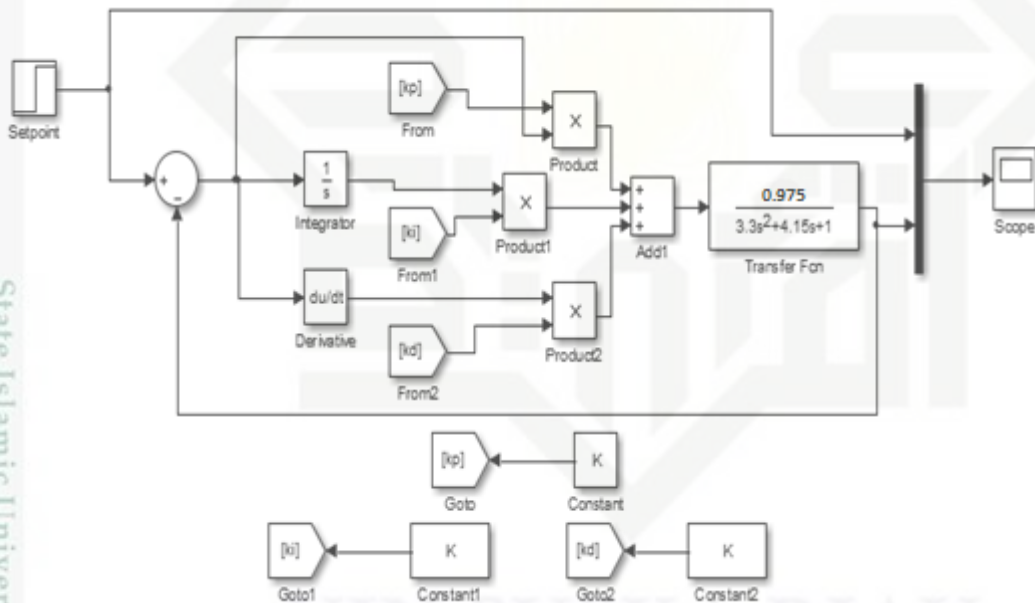 Setpoint
+
−
[kp]
From
X
Product
1
s
Integrator
[ki]
From1
X
Product1
du/dt
Derivative
[kd]
From2
X
Product2
+
+
+
Add1
0.975
3.3s²+4.15s+1
Transfer Fcn
Scope
[kp]
Goto
K
Constant
[ki]
Goto1
K
Constant1
[kd]
Goto2
K
Constant2
State Islamic